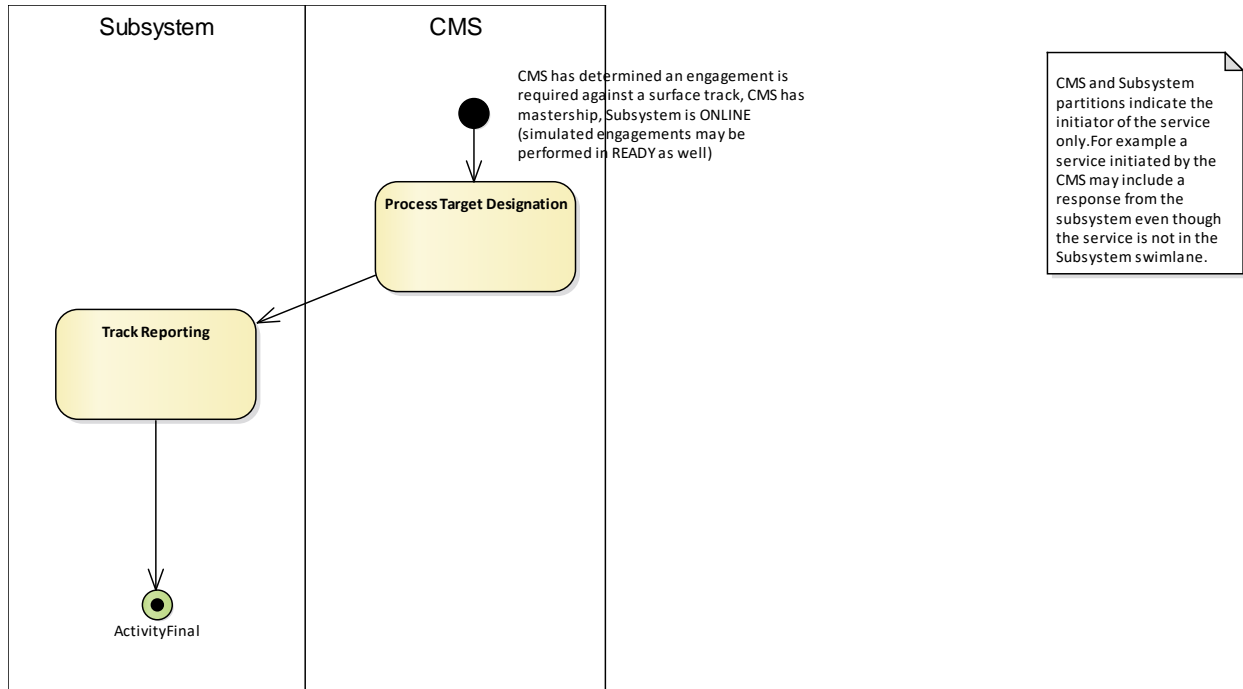 Subsystem
CMS
CMS has determined an engagement is
required against a surface track, CMS has
mastership, Subsystem is ONLINE
(simulated engagements may be
performed in READY as well)
Process Target Designation
Track Reporting
ActivityFinal
CMS and Subsystem
partitions indicate the
initiator of the service
only.For example a
service initiated by the
CMS may include a
response from the
subsystem even though
the service is not in the
Subsystem swimlane.